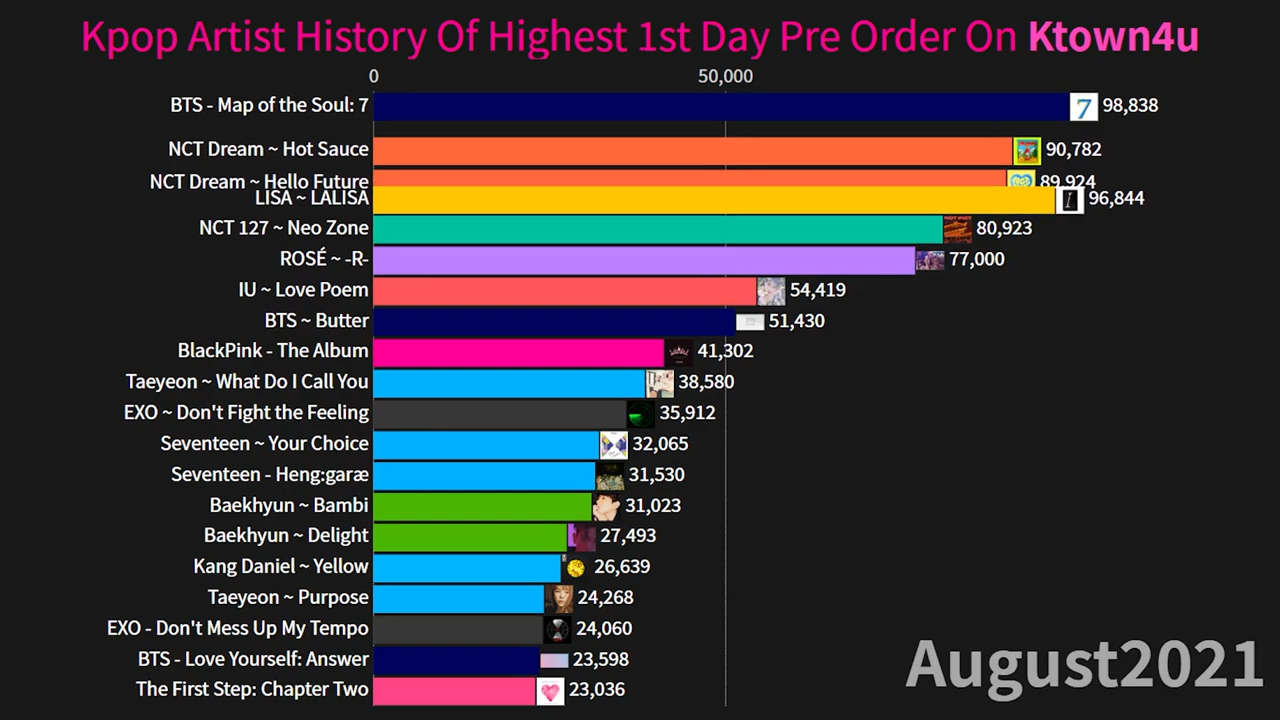 Kpop Artist History Of Highest 1st Day Pre Order On Ktown4u
0 50,000
BTS - Map of the Soul: 7 7 98,838
NCT Dream ~ Hot Sauce 90,782
NCT Dream ~ Hello Future 89,924
LISA ~ LALISA 96,844
NCT 127 ~ Neo Zone 80,923
ROSÉ ~ -R- 77,000
IU ~ Love Poem 54,419
BTS ~ Butter 51,430
BlackPink - The Album 41,302
Taeyeon ~ What Do I Call You 38,580
EXO ~ Don't Fight the Feeling 35,912
Seventeen ~ Your Choice 32,065
Seventeen - Heng:garæ 31,530
Baekhyun ~ Bambi 31,023
Baekhyun ~ Delight 27,493
Kang Daniel ~ Yellow 26,639
Taeyeon ~ Purpose 24,268
EXO - Don't Mess Up My Tempo 24,060
BTS - Love Yourself: Answer 23,598
The First Step: Chapter Two 23,036
August2021